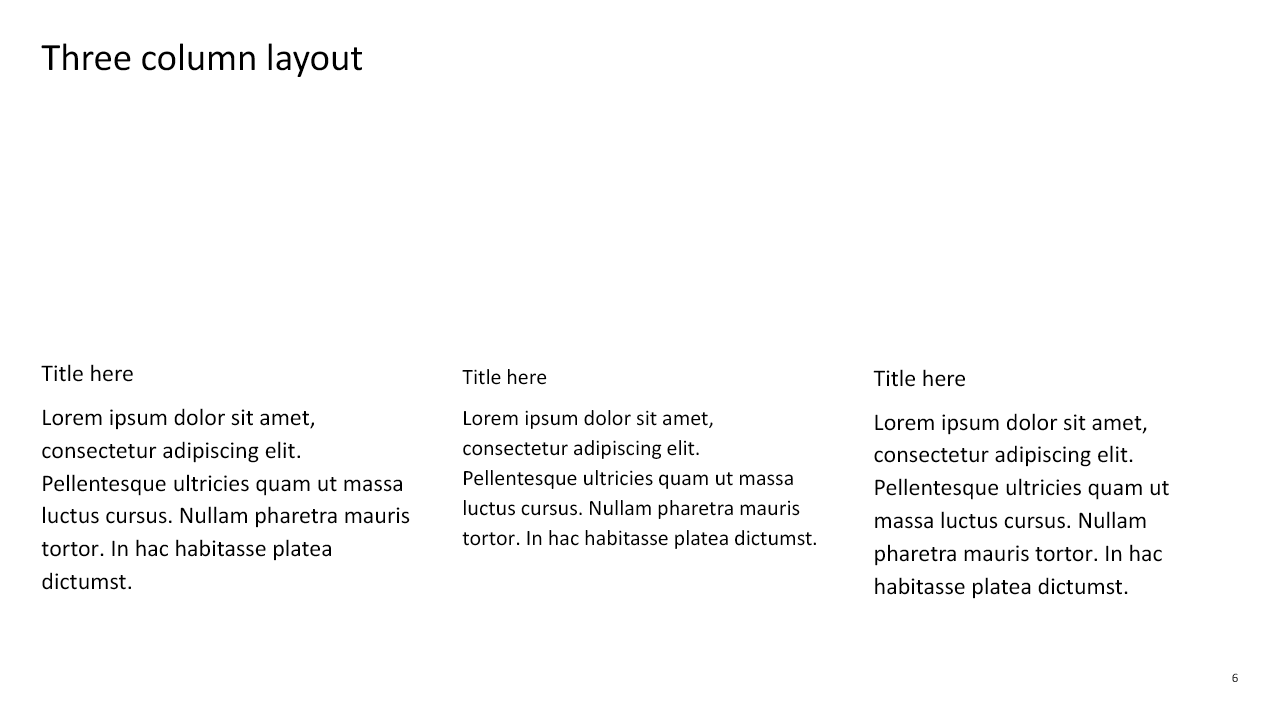 Three column layout
Title here
Lorem ipsum dolor sit amet,
consectetur adipiscing elit.
Pellentesque ultricies quam ut massa
luctus cursus. Nullam pharetra mauris
tortor. In hac habitasse platea
dictumst.
Title here
Lorem ipsum dolor sit amet,
consectetur adipiscing elit.
Pellentesque ultricies quam ut massa
luctus cursus. Nullam pharetra mauris
tortor. In hac habitasse platea dictumst.
Title here
Lorem ipsum dolor sit amet,
consectetur adipiscing elit.
Pellentesque ultricies quam ut
massa luctus cursus. Nullam
pharetra mauris tortor. In hac
habitasse platea dictumst.
6